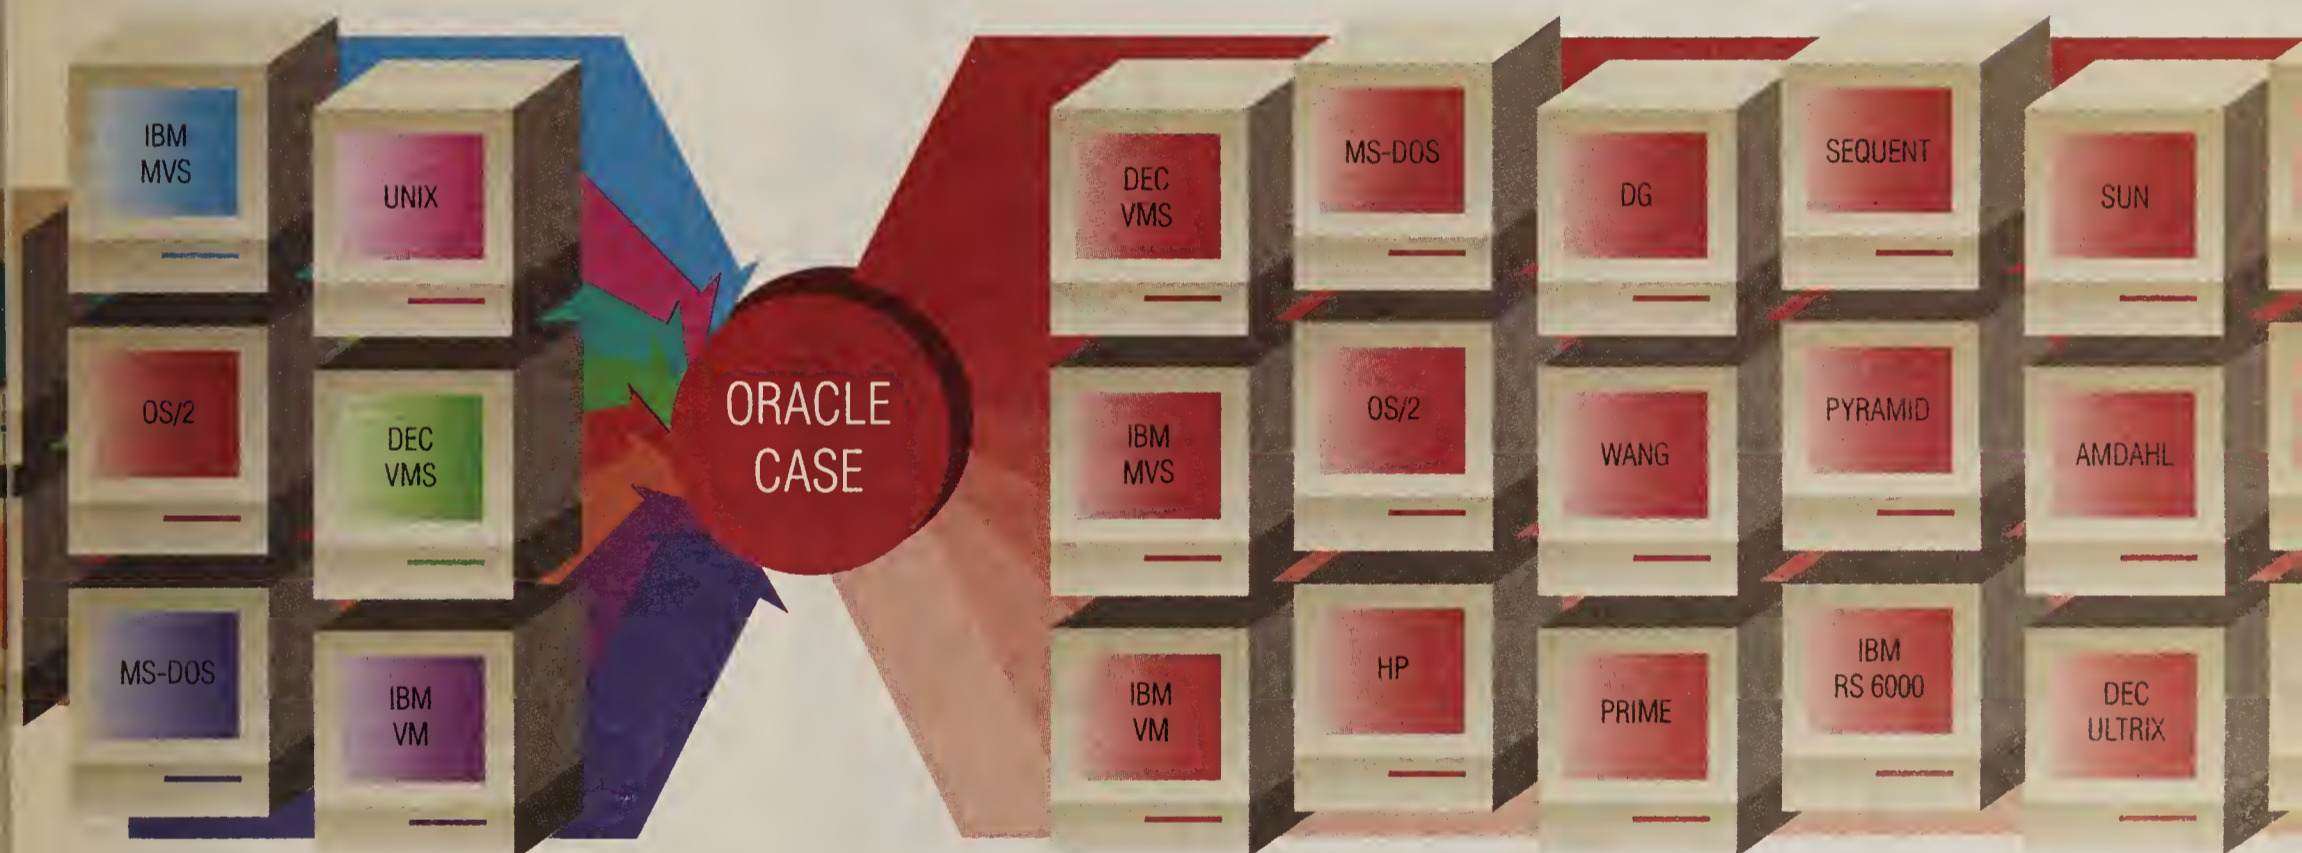 IBM
MVS
UNIX
OS/2
DEC
VMS
MS-DOS
IBM
VM
ORACLE
CASE
DEC
VMS
MS-DOS
DG
SEQUENT
SUN
IBM
MVS
OS/2
WANG
PYRAMID
AMDAHL
IBM
VM
HP
PRIME
IBM
RS 6000
DEC
ULTRIX